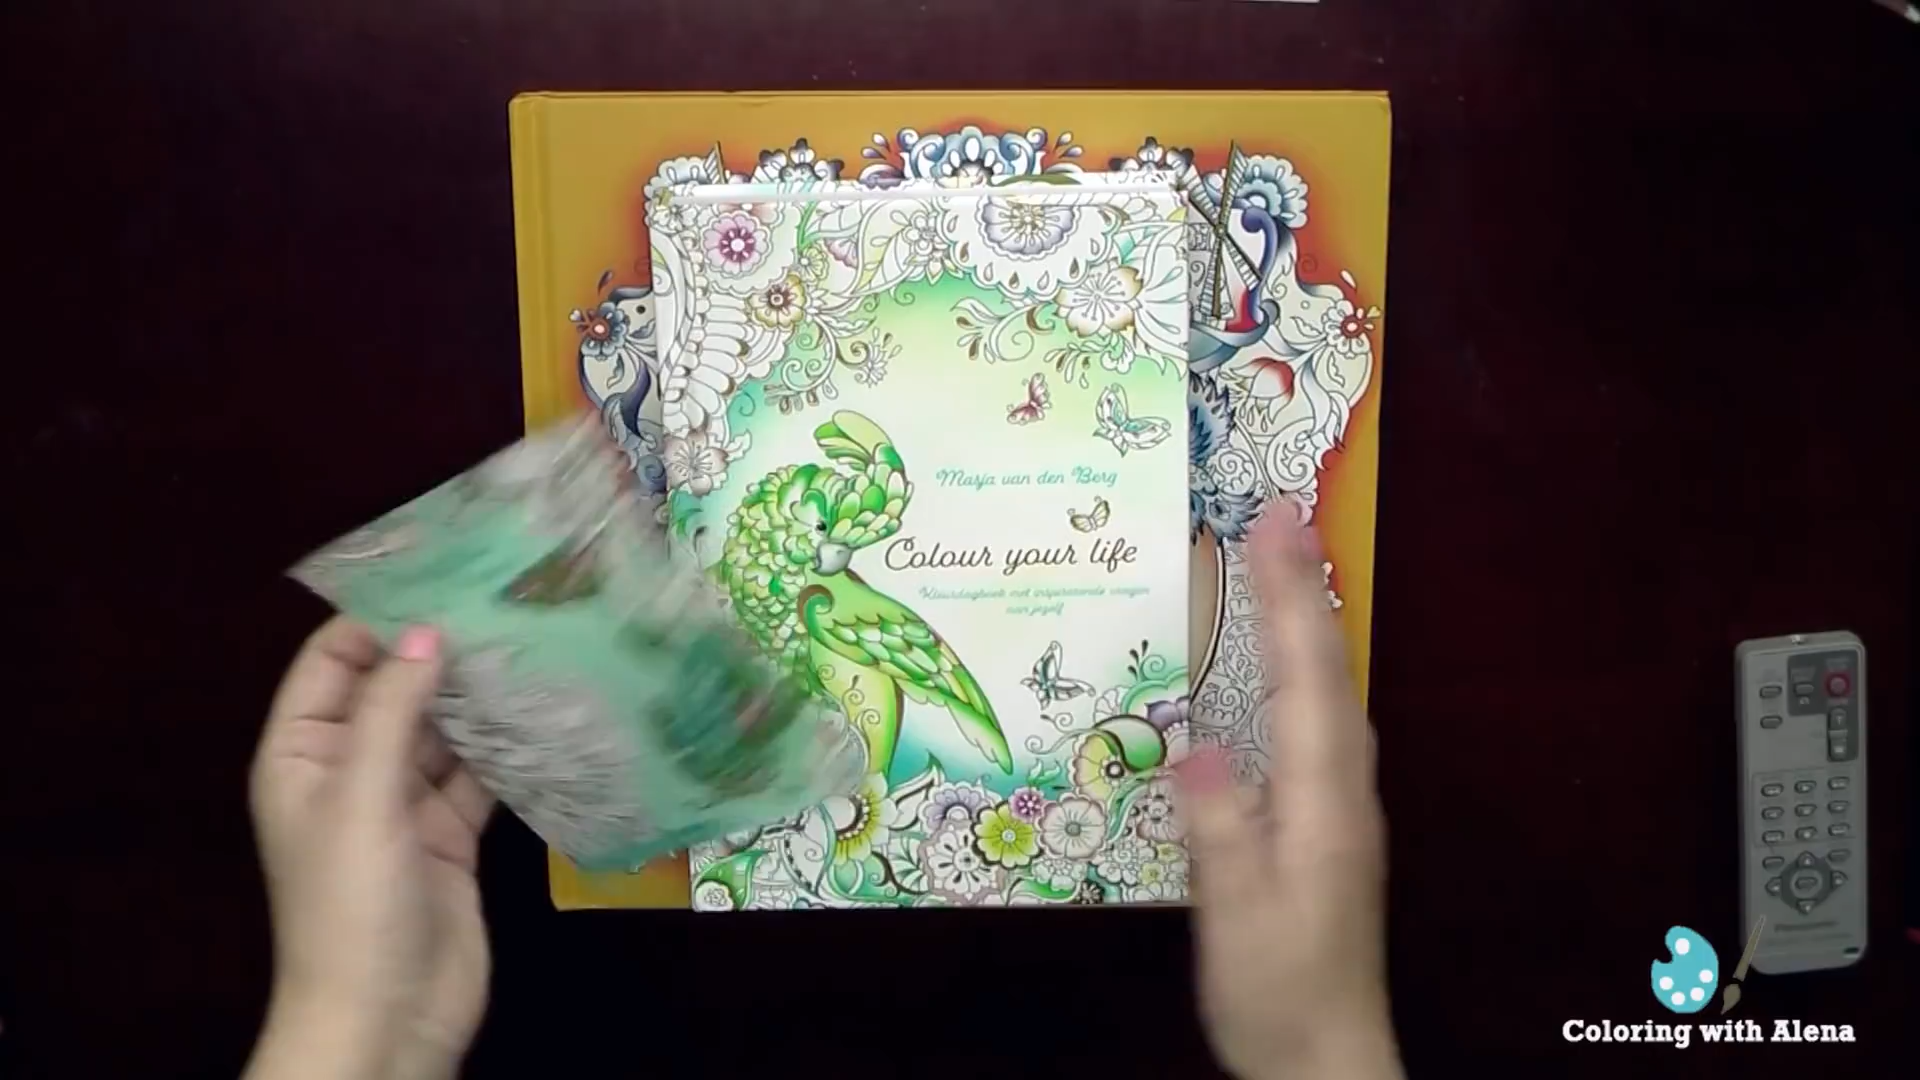 Marja van den Berg
Colour your life
Kleurdagboek met inspirerende vragen
aan jezelf
Coloring with Alena